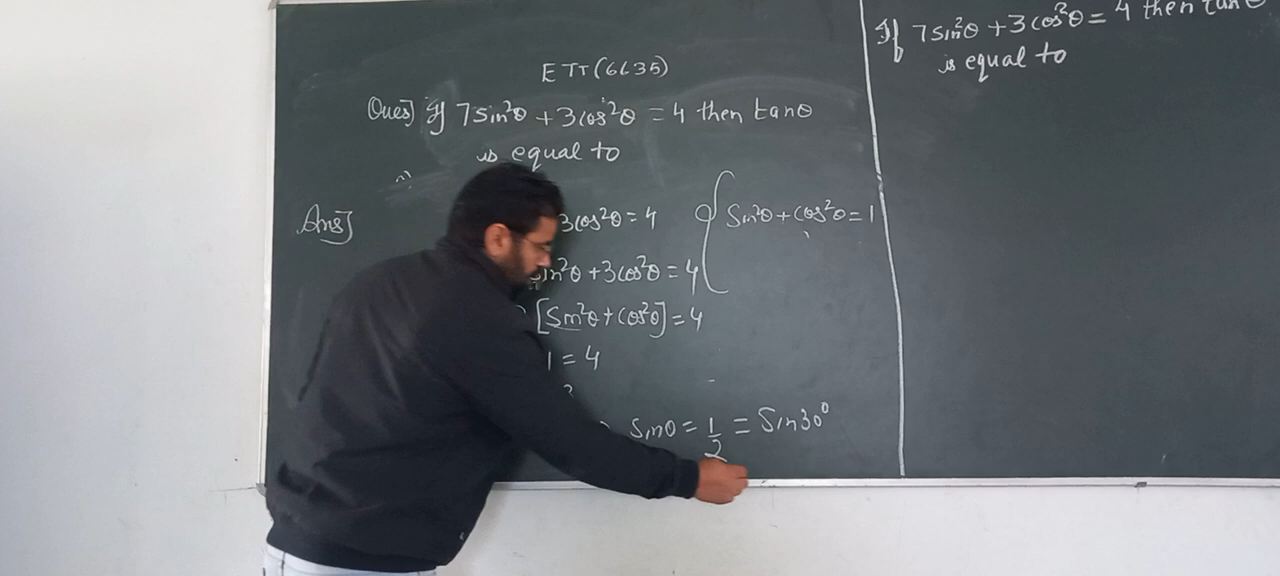 ETT (6635)
Ques] If 7sin²θ + 3cos²θ = 4 then tanθ
is equal to
Ans]
3cos²θ = 4
Sin²θ + cos²θ = 1
sin²θ + 3cos²θ = 4
[Sin²θ + cos²θ] = 4
1 = 4
Sinθ = 1/2 = Sin30°
If 7sin²θ + 3cos²θ = 4 then tanθ
is equal to